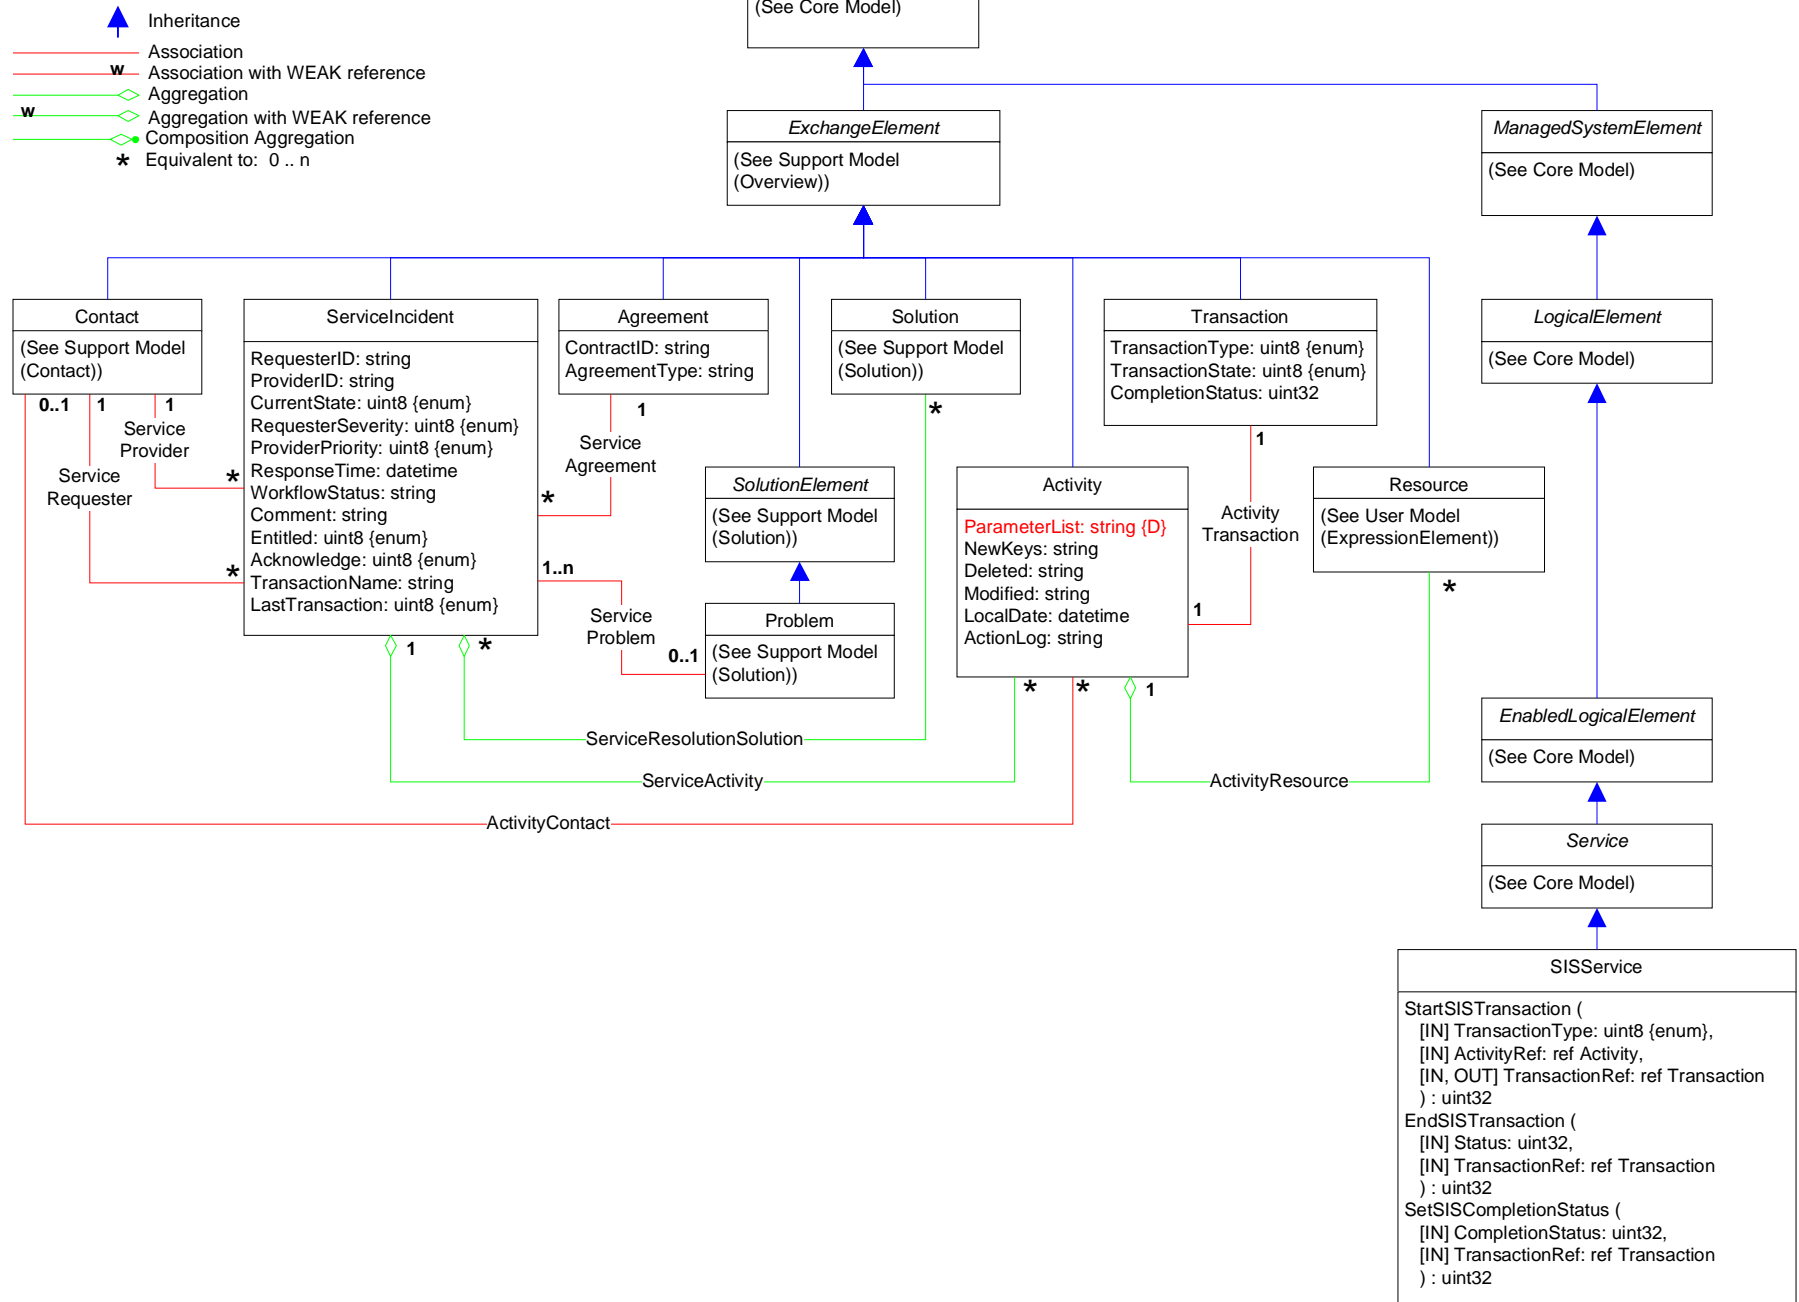 Inheritance
Association
w
Association with WEAK reference
Aggregation
w
Aggregation with WEAK reference
Composition Aggregation
* Equivalent to: 0 .. n
(See Core Model)
ExchangeElement
(See Support Model
(Overview))
ManagedSystemElement
(See Core Model)
Contact
(See Support Model
(Contact))
0..1
1
1
Service
Provider
*
Service
Requester
*
ServiceIncident
RequesterID: string
ProviderID: string
CurrentState: uint8 {enum}
RequesterSeverity: uint8 {enum}
ProviderPriority: uint8 {enum}
ResponseTime: datetime
WorkflowStatus: string
Comment: string
Entitled: uint8 {enum}
Acknowledge: uint8 {enum}
TransactionName: string
LastTransaction: uint8 {enum}
1
*
Agreement
ContractID: string
AgreementType: string
1
Service
Agreement
*
1..n
Service
Problem
0..1
Solution
(See Support Model
(Solution))
*
SolutionElement
(See Support Model
(Solution))
Problem
(See Support Model
(Solution))
Transaction
TransactionType: uint8 {enum}
TransactionState: uint8 {enum}
CompletionStatus: uint32
1
Activity
Transaction
1
Activity
ParameterList: string {D}
NewKeys: string
Deleted: string
Modified: string
LocalDate: datetime
ActionLog: string
*
*
1
Resource
(See User Model
(ExpressionElement))
*
ServiceResolutionSolution
ServiceActivity
ActivityResource
ActivityContact
LogicalElement
(See Core Model)
EnabledLogicalElement
(See Core Model)
Service
(See Core Model)
SISService
StartSISTransaction (
[IN] TransactionType: uint8 {enum},
[IN] ActivityRef: ref Activity,
[IN, OUT] TransactionRef: ref Transaction
) : uint32
EndSISTransaction (
[IN] Status: uint32,
[IN] TransactionRef: ref Transaction
) : uint32
SetSISCompletionStatus (
[IN] CompletionStatus: uint32,
[IN] TransactionRef: ref Transaction
) : uint32